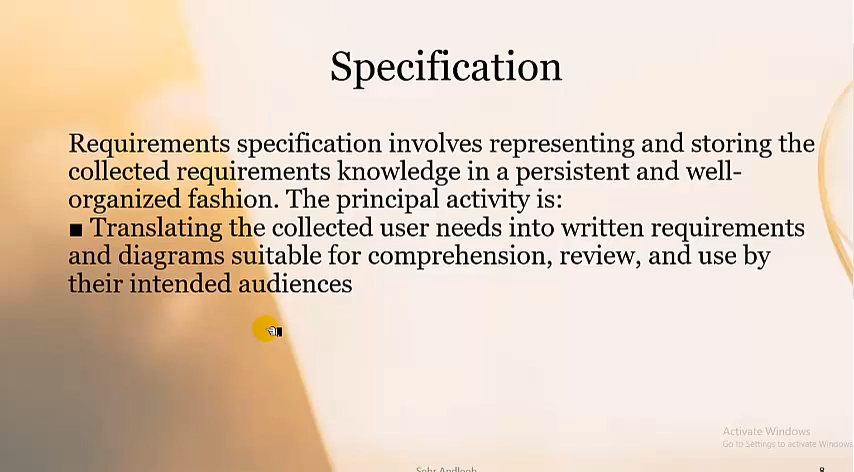 Specification
Requirements specification involves representing and storing the
collected requirements knowledge in a persistent and well-
organized fashion. The principal activity is:
■ Translating the collected user needs into written requirements
and diagrams suitable for comprehension, review, and use by
their intended audiences
Activate Windows
Go to Settings to activate Windows
8